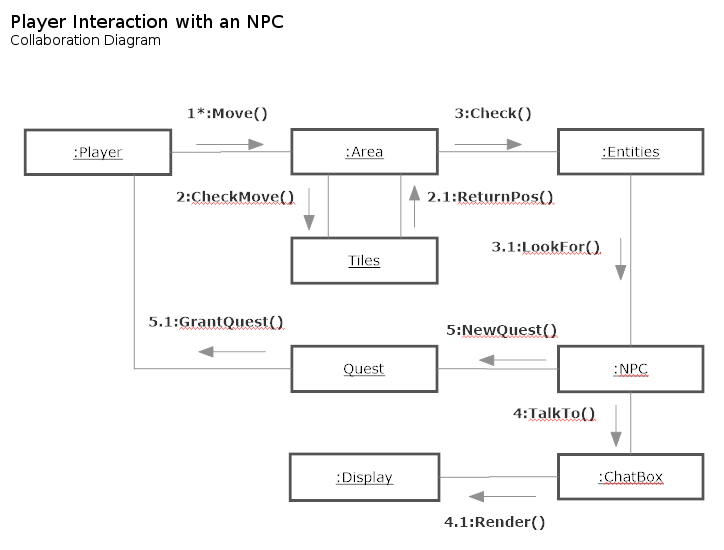 Player Interaction with an NPC
Collaboration Diagram
1*:Move()
3:Check()
:Player
:Area
:Entities
2:CheckMove()
2.1:ReturnPos()
3.1:LookFor()
Tiles
5.1:GrantQuest()
5:NewQuest()
Quest
:NPC
4:TalkTo()
:Display
:ChatBox
4.1:Render()